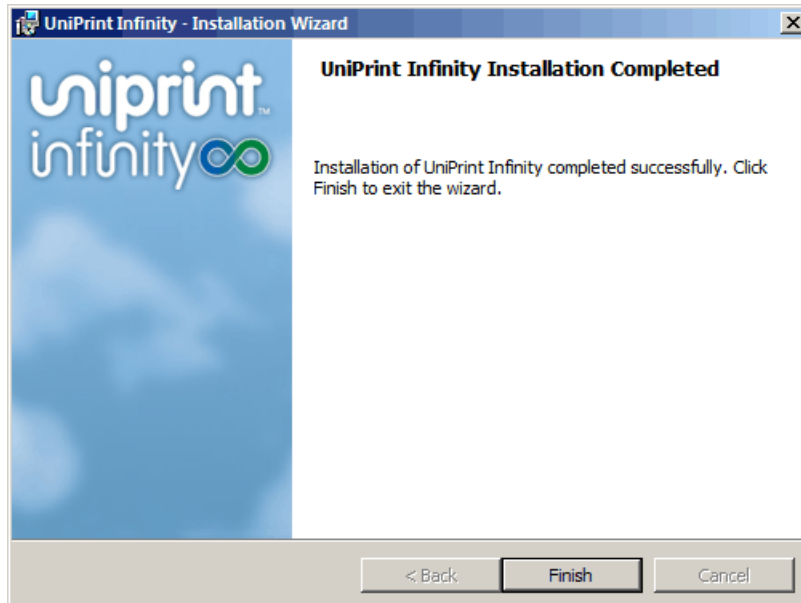 UniPrint Infinity - Installation Wizard
uniprint™
infinity
UniPrint Infinity Installation Completed
Installation of UniPrint Infinity completed successfully. Click
Finish to exit the wizard.
< Back
Finish
Cancel